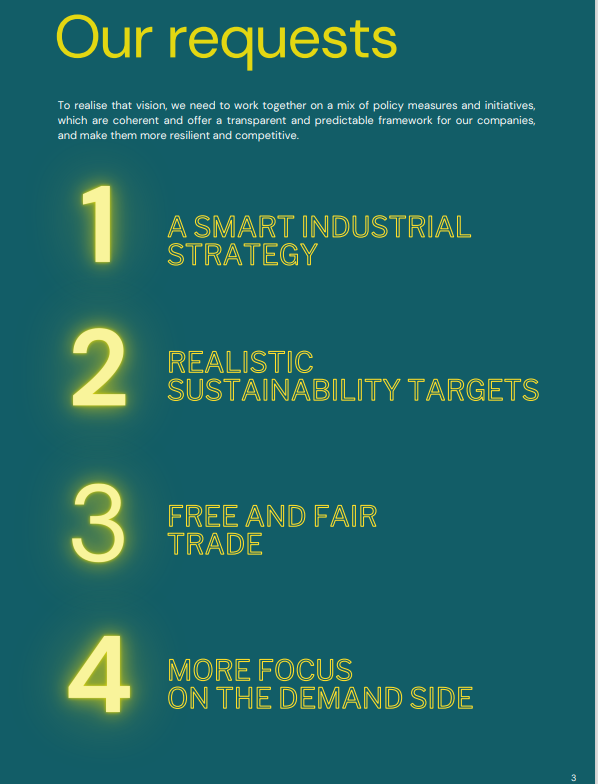 Our requests
To realise that vision, we need to work together on a mix of policy measures and initiatives,
which are coherent and offer a transparent and predictable framework for our companies,
and make them more resilient and competitive.
1
A SMART INDUSTRIAL
STRATEGY
2
REALISTIC
SUSTAINABILITY TARGETS
3
FREE AND FAIR
TRADE
4
MORE FOCUS
ON THE DEMAND SIDE
3